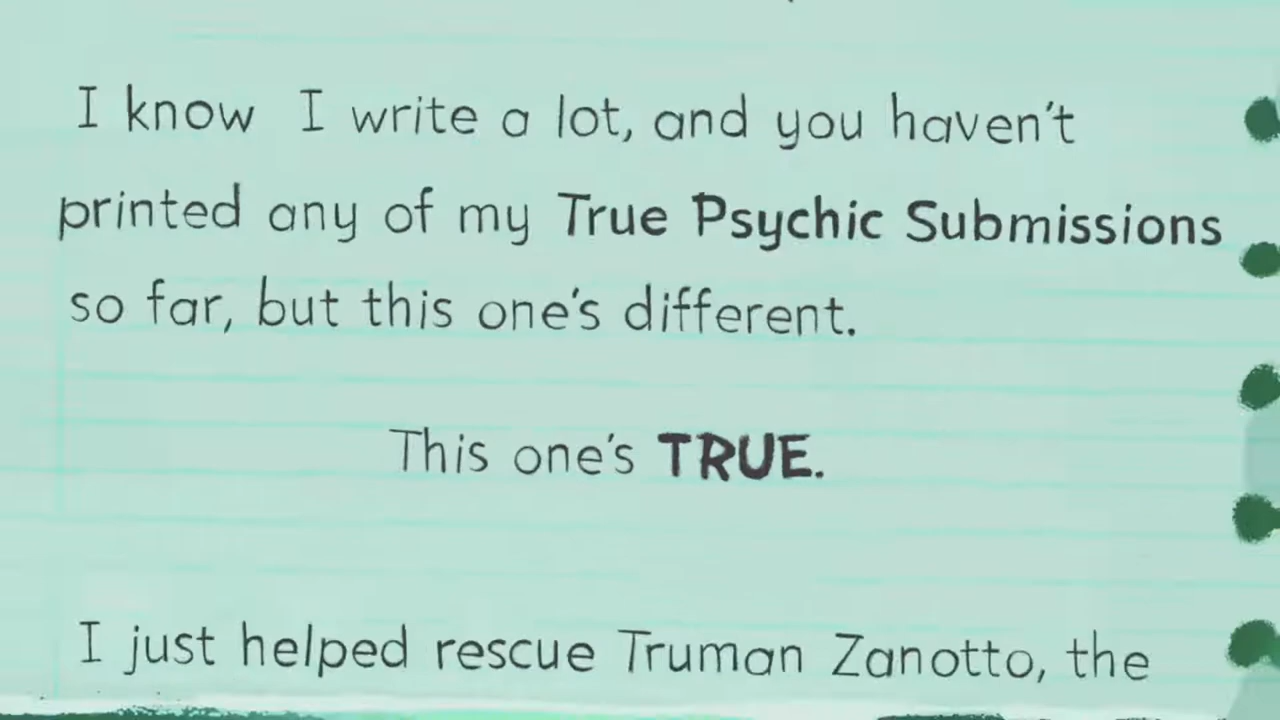 I know I write a lot, and you haven't
printed any of my True Psychic Submissions
so far, but this one's different.
This one's TRUE.
I just helped rescue Truman Zanotto, the